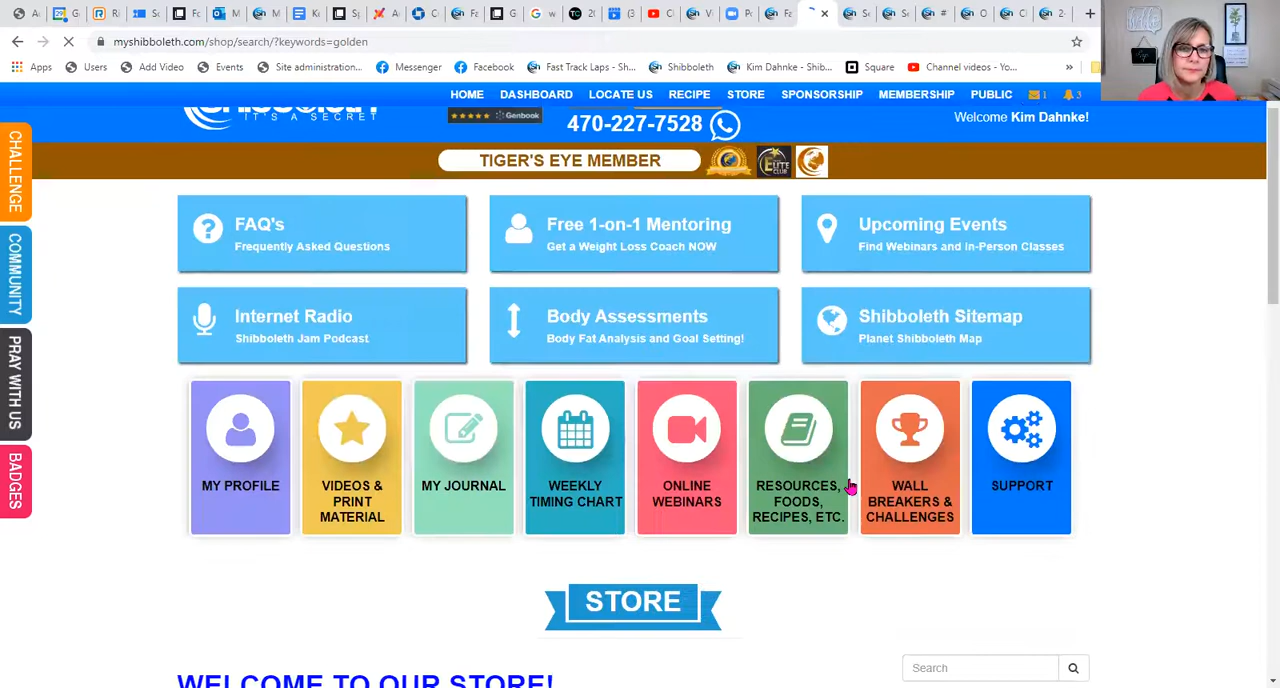 myshibboleth.com/shop/search/?keywords=golden
Apps Users Add Video Events Site administration... Messenger Fast Track Laps - Sh... Shibboleth Kim Dahnke - Shib... Square Channel videos - Yo... »
HOME DASHBOARD LOCATE US RECIPE STORE SPONSORSHIP MEMBERSHIP PUBLIC 1 3
IT'S A SECRET
Genbook
470-227-7528
Welcome Kim Dahnke!
TIGER'S EYE MEMBER
CHALLENGE
COMMUNITY
PRAY WITH US
BADGES
FAQ's
Frequently Asked Questions
Free 1-on-1 Mentoring
Get a Weight Loss Coach NOW
Upcoming Events
Find Webinars and In-Person Classes
Internet Radio
Shibboleth Jam Podcast
Body Assessments
Body Fat Analysis and Goal Setting!
Shibboleth Sitemap
Planet Shibboleth Map
MY PROFILE
VIDEOS &
PRINT
MATERIAL
MY JOURNAL
WEEKLY
TIMING CHART
ONLINE
WEBINARS
RESOURCES,
FOODS,
RECIPES, ETC.
WALL
BREAKERS &
CHALLENGES
SUPPORT
STORE
Search
WELCOME TO OUR STORE!